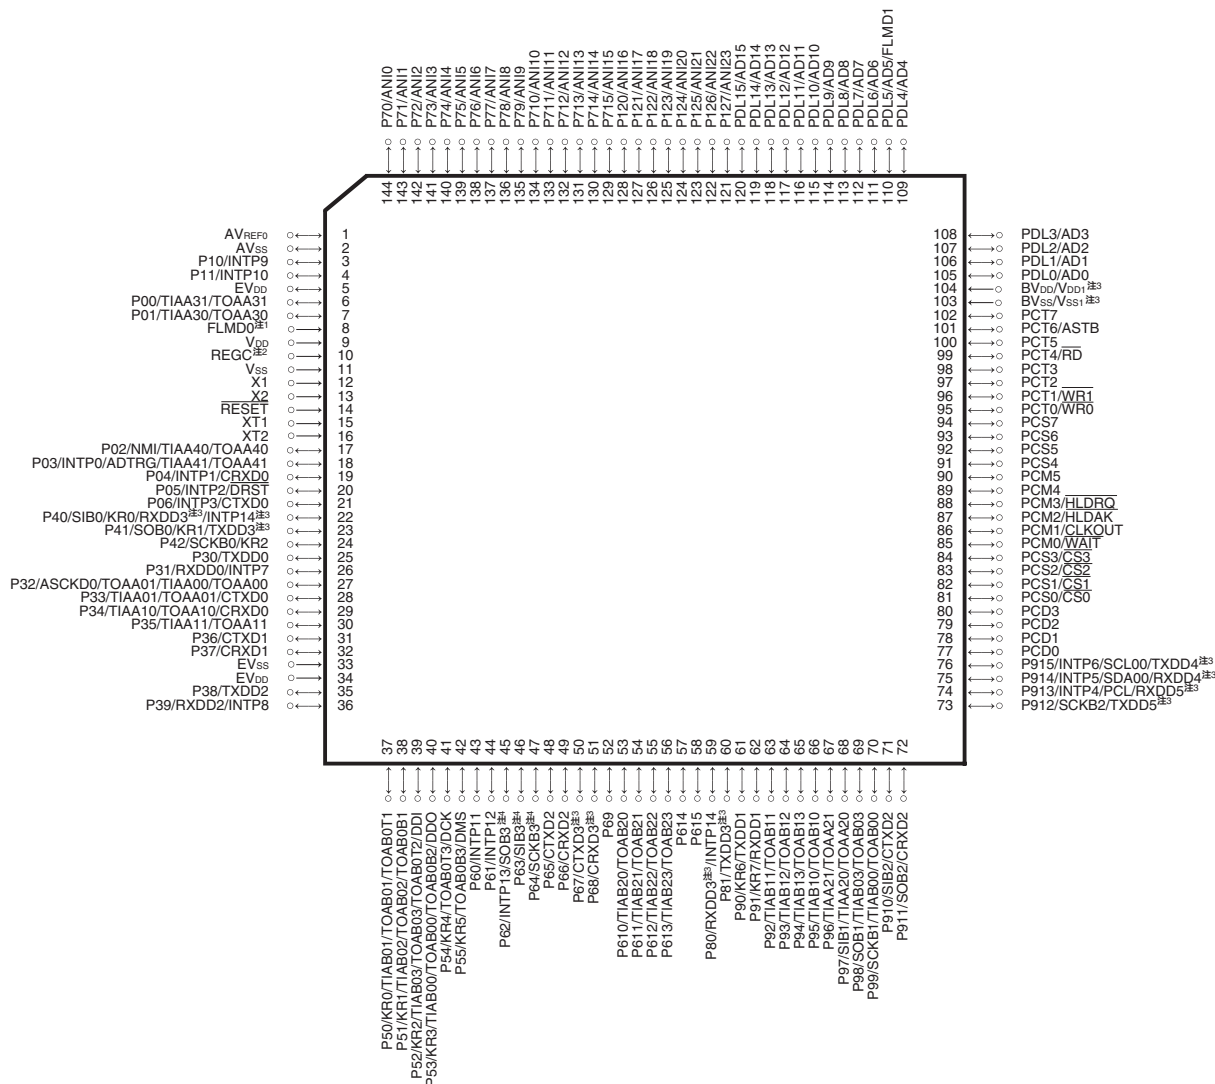 P70/ANI0
P71/ANI1
P72/ANI2
P73/ANI3
P74/ANI4
P75/ANI5
P76/ANI6
P77/ANI7
P78/ANI8
P79/ANI9
P710/ANI10
P711/ANI11
P712/ANI12
P713/ANI13
P714/ANI14
P715/ANI15
P120/ANI16
P121/ANI17
P122/ANI18
P123/ANI19
P124/ANI20
P125/ANI21
P126/ANI22
P127/ANI23
PDL15/AD15
PDL14/AD14
PDL13/AD13
PDL12/AD12
PDL11/AD11
PDL10/AD10
PDL9/AD9
PDL8/AD8
PDL7/AD7
PDL6/AD6
PDL5/AD5/FLMD1
PDL4/AD4
144
143
142
141
140
139
138
137
136
135
134
133
132
131
130
129
128
127
126
125
124
123
122
121
120
119
118
117
116
115
114
113
112
111
110
109
AVREF0 1
AVSS 2
P10/INTP9 3
P11/INTP10 4
EVDD 5
P00/TIAA31/TOAA31 6
P01/TIAA30/TOAA30 7
FLMD0注1 8
VDD 9
REGC注2 10
VSS 11
X1 12
X2 13
RESET 14
XT1 15
XT2 16
P02/NMI/TIAA40/TOAA40 17
P03/INTP0/ADTRG/TIAA41/TOAA41 18
P04/INTP1/CRXD0 19
P05/INTP2/DRST 20
P06/INTP3/CTXD0 21
P40/SIB0/KR0/RXDD3注3/INTP14注3 22
P41/SOB0/KR1/TXDD3注3 23
P42/SCKB0/KR2 24
P30/TXDD0 25
P31/RXDD0/INTP7 26
P32/ASCKD0/TOAA01/TIAA00/TOAA00 27
P33/TIAA01/TOAA01/CTXD0 28
P34/TIAA10/TOAA10/CRXD0 29
P35/TIAA11/TOAA11 30
P36/CTXD1 31
P37/CRXD1 32
EVSS 33
EVDD 34
P38/TXDD2 35
P39/RXDD2/INTP8 36
108 PDL3/AD3
107 PDL2/AD2
106 PDL1/AD1
105 PDL0/AD0
104 BVDD/VDD1注3
103 BVSS/VSS1注3
102 PCT7
101 PCT6/ASTB
100 PCT5
99 PCT4/RD
98 PCT3
97 PCT2
96 PCT1/WR1
95 PCT0/WR0
94 PCS7
93 PCS6
92 PCS5
91 PCS4
90 PCM5
89 PCM4
88 PCM3/HLDRQ
87 PCM2/HLDAK
86 PCM1/CLKOUT
85 PCM0/WAIT
84 PCS3/CS3
83 PCS2/CS2
82 PCS1/CS1
81 PCS0/CS0
80 PCD3
79 PCD2
78 PCD1
77 PCD0
76 P915/INTP6/SCL00/TXDD4注3
75 P914/INTP5/SDA00/RXDD4注3
74 P913/INTP4/PCL/RXDD5注3
73 P912/SCKB2/TXDD5注3
37
38
39
40
41
42
43
44
45
46
47
48
49
50
51
52
53
54
55
56
57
58
59
60
61
62
63
64
65
66
67
68
69
70
71
72
P50/KR0/TIAB01/TOAB01/TOAB0T1
P51/KR1/TIAB02/TOAB02/TOAB0B1
P52/KR2/TIAB03/TOAB03/TOAB0T2/DDI
P53/KR3/TIAB00/TOAB00/TOAB0B2/DDO
P54/KR4/TOAB0T3/DCK
P55/KR5/TOAB0B3/DMS
P60/INTP11
P61/INTP12
P62/INTP13/SOB3注4
P63/SIB3注4
P64/SCKB3注4
P65/CTXD2
P66/CRXD2
P67/CTXD3注3
P68/CRXD3注3
P69
P610/TIAB20/TOAB20
P611/TIAB21/TOAB21
P612/TIAB22/TOAB22
P613/TIAB23/TOAB23
P614
P615
P80/RXDD3注3/INTP14
P81/TXDD3注3
P90/KR6/TXDD1
P91/KR7/RXDD1
P92/TIAB11/TOAB11
P93/TIAB12/TOAB12
P94/TIAB13/TOAB13
P95/TIAB10/TOAB10
P96/TIAA21/TOAA21
P97/SIB1/TIAA20/TOAA20
P98/SOB1/TIAB03/TOAB03
P99/SCKB1/TIAB00/TOAB00
P910/SIB2/CTXD2
P911/SOB2/CRXD2